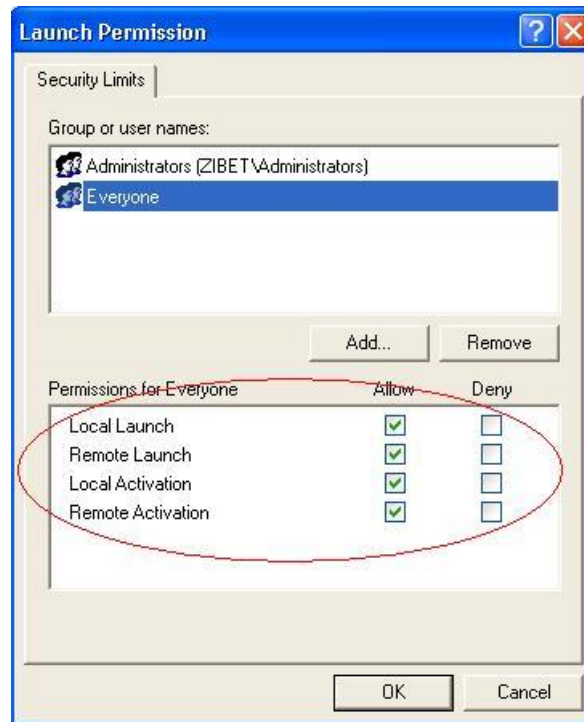 Launch Permission
Security Limits
Group or user names:
Administrators (ZIBET\Administrators)
Everyone
Add... Remove
Permissions for Everyone Allow Deny
Local Launch
Remote Launch
Local Activation
Remote Activation
OK Cancel